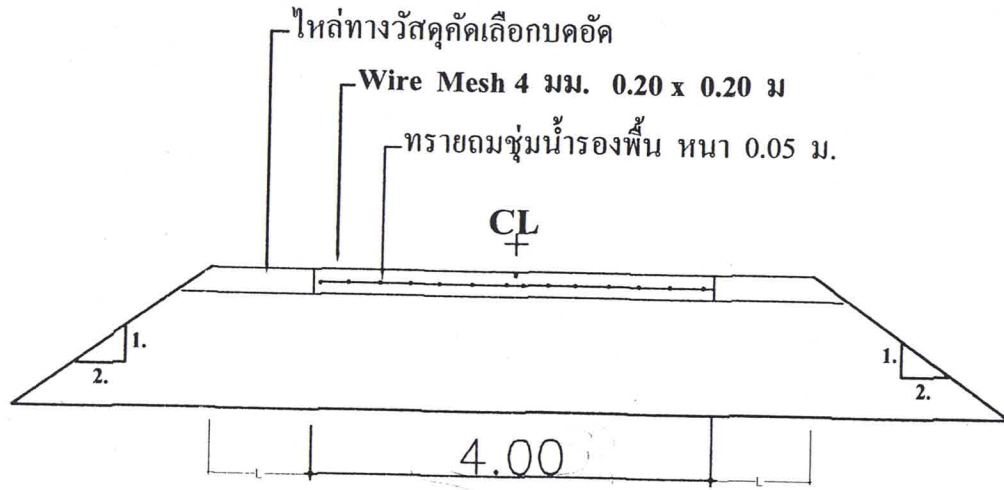 ไหล่ทางวัสดุคัดเลือกบดอัด
Wire Mesh 4 มม. 0.20 x 0.20 ม
ทรายถมชุ่มน้ำรองพื้น หนา 0.05 ม.
CL
1.
2.
1.
2.
L
4.00
L